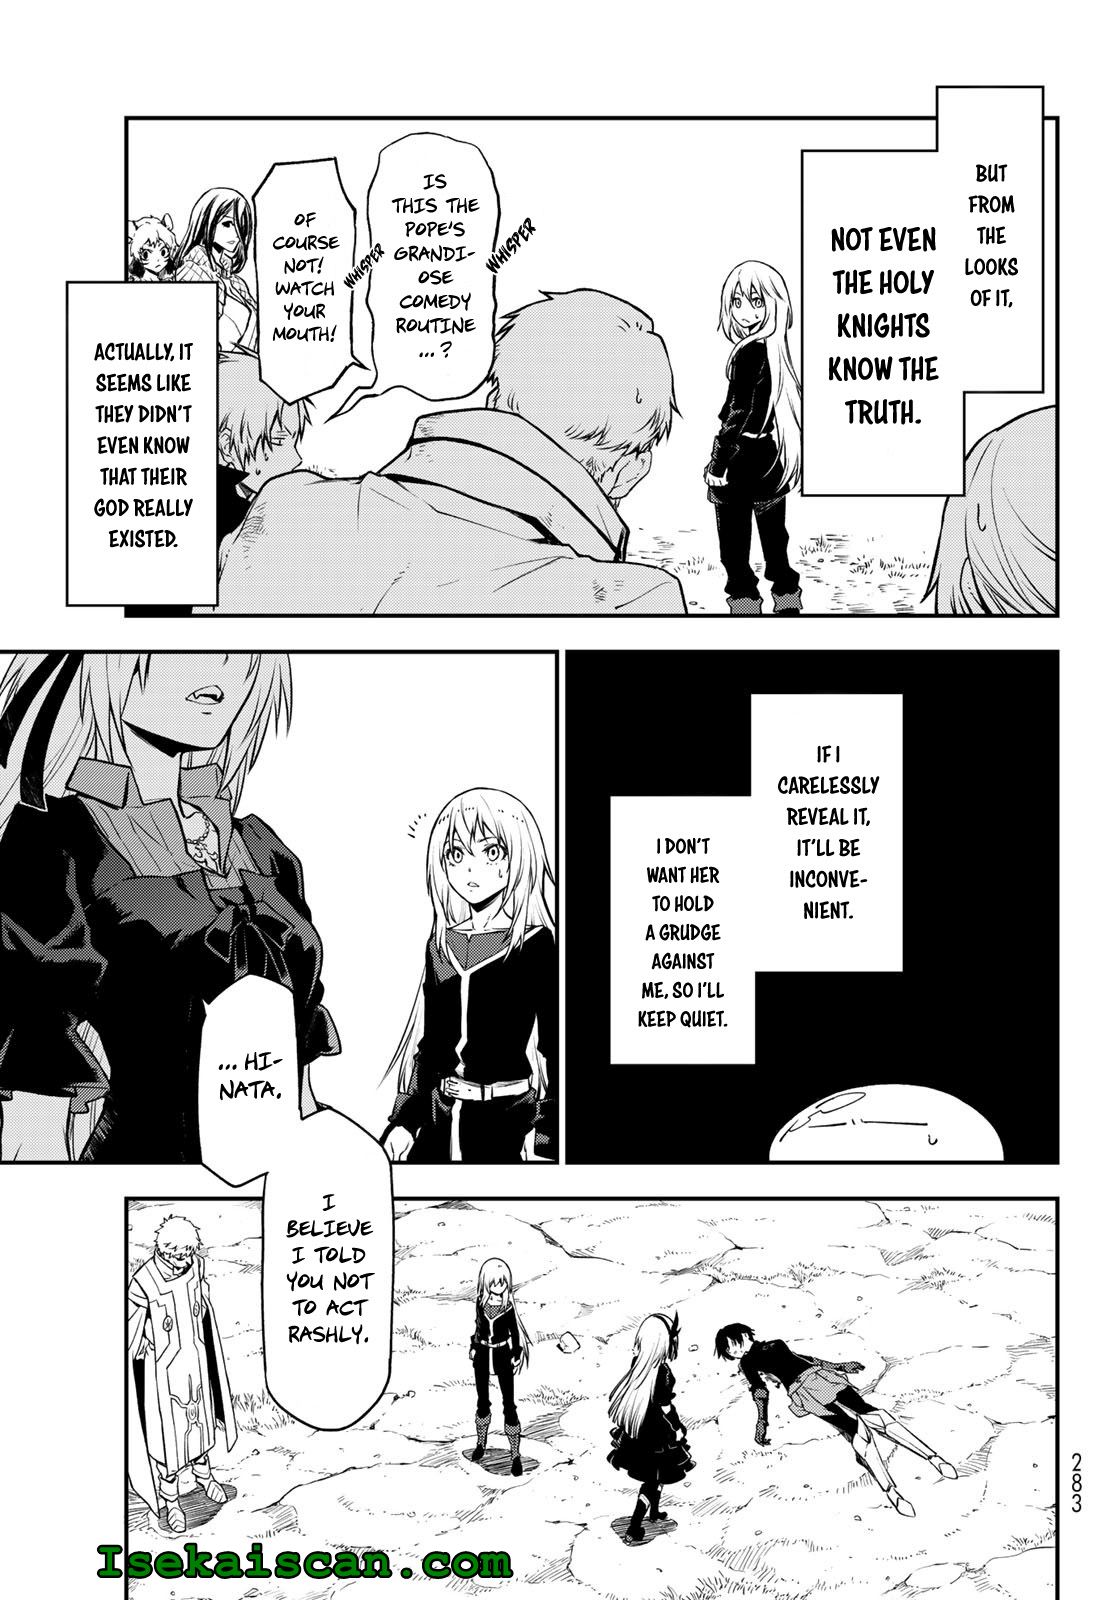 BUT
FROM
THE
LOOKS
OF IT,
NOT EVEN
THE HOLY
KNIGHTS
KNOW THE
TRUTH.
IS
THIS THE
POPE'S
GRANDI-
OSE
COMEDY
ROUTINE
...?
WHISPER
OF
COURSE
NOT!
WATCH
YOUR
MOUTH!
WHISPER
ACTUALLY, IT
SEEMS LIKE
THEY DIDN'T
EVEN KNOW
THAT THEIR
GOD REALLY
EXISTED.
IF I
CARELESSLY
REVEAL IT,
IT'LL BE
INCONVE-
NIENT.
I DON'T
WANT HER
TO HOLD
A GRUDGE
AGAINST
ME, SO I'LL
KEEP QUIET.
... HI-
NATA.
I
BELIEVE
I TOLD
YOU NOT
TO ACT
RASHLY.
283
Isekaiscan.com